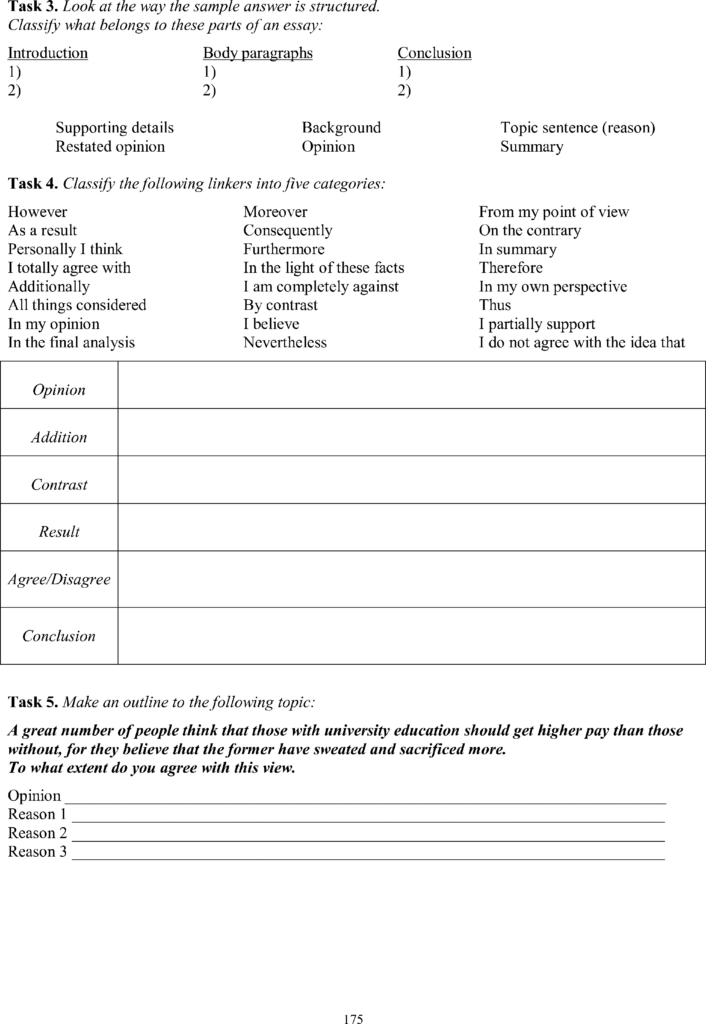 Task 3. Look at the way the sample answer is structured.
Classify what belongs to these parts of an essay:
Introduction Body paragraphs Conclusion
1) 1) 1)
2) 2) 2)
Supporting details Background Topic sentence (reason)
Restated opinion Opinion Summary
Task 4. Classify the following linkers into five categories:
However Moreover From my point of view
As a result Consequently On the contrary
Personally I think Furthermore In summary
I totally agree with In the light of these facts Therefore
Additionally I am completely against In my own perspective
All things considered By contrast Thus
In my opinion I believe I partially support
In the final analysis Nevertheless I do not agree with the idea that
Opinion
Addition
Contrast
Result
Agree/Disagree
Conclusion
Task 5. Make an outline to the following topic:
A great number of people think that those with university education should get higher pay than those
without, for they believe that the former have sweated and sacrificed more.
To what extent do you agree with this view.
Opinion
Reason 1
Reason 2
Reason 3
175